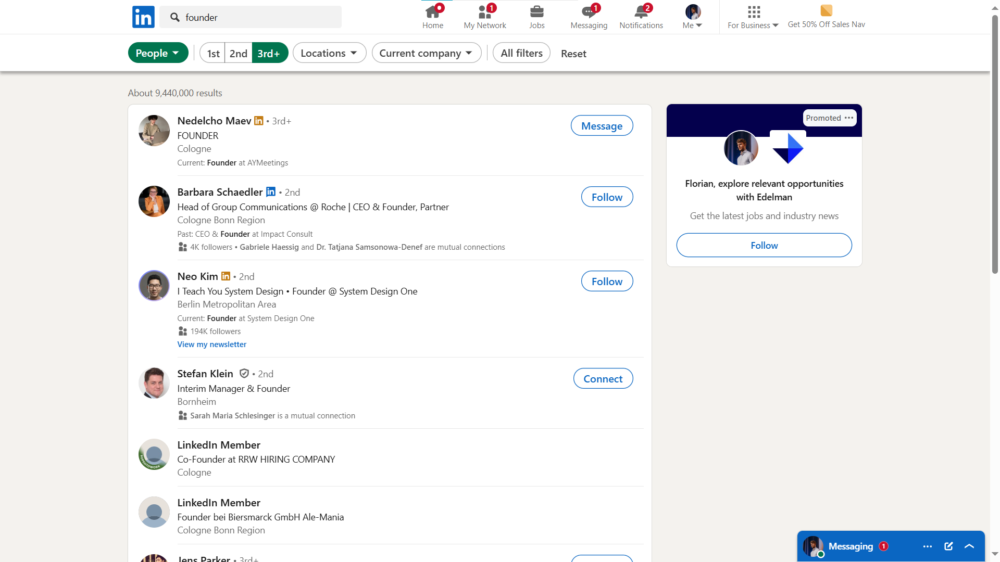 in
founder
Home
My Network
1
Jobs
Messaging
1
Notifications
2
Me
For Business
Get 50% Off Sales Nav
People
1st
2nd
3rd+
Locations
Current company
All filters
Reset
About 9,440,000 results
Nedelcho Maev in • 3rd+
FOUNDER
Cologne
Current: Founder at AYMeetings
Message
Barbara Schaedler in • 2nd
Head of Group Communications @ Roche | CEO & Founder, Partner
Cologne Bonn Region
Past: CEO & Founder at Impact Consult
4K followers • Gabriele Haessig and Dr. Tatjana Samsonowa-Denef are mutual connections
Follow
Neo Kim in • 2nd
I Teach You System Design • Founder @ System Design One
Berlin Metropolitan Area
Current: Founder at System Design One
194K followers
View my newsletter
Follow
Stefan Klein • 2nd
Interim Manager & Founder
Bornheim
Sarah Maria Schlesinger is a mutual connection
Connect
#OPENTOWORK
LinkedIn Member
Co-Founder at RRW HIRING COMPANY
Cologne
LinkedIn Member
Founder bei Biersmarck GmbH Ale-Mania
Cologne Bonn Region
Jens Parker • 3rd+
Promoted
Florian, explore relevant opportunities
with Edelman
Get the latest jobs and industry news
Follow
Messaging 1